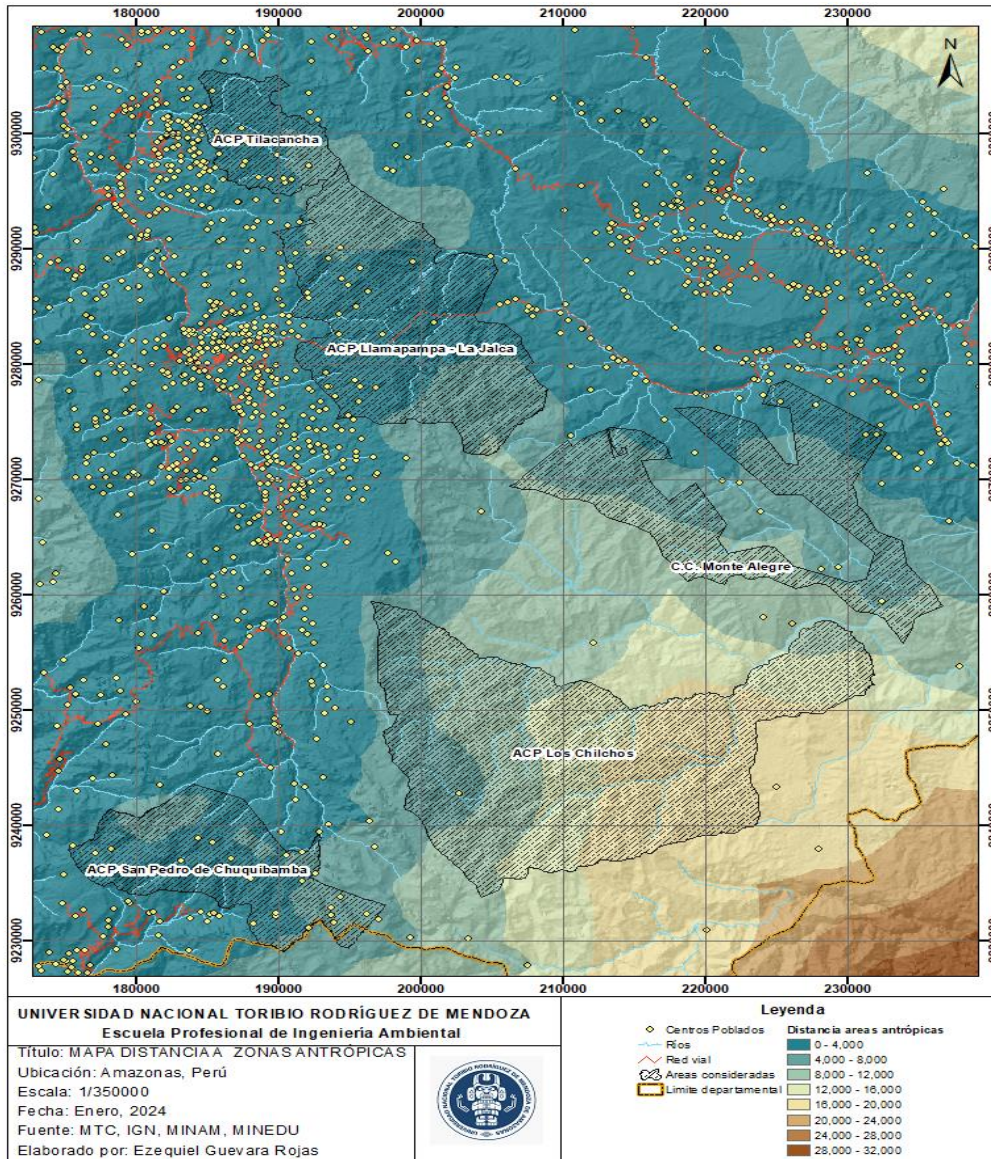 180000 190000 200000 210000 220000 230000
N
9300000
9290000
9280000
9270000
9260000
9250000
9240000
9230000
ACP Tilacancha
ACP Llamapampa - La Jalca
C.C. Monte Alegre
ACP Los Chilchos
ACP San Pedro de Chuquibamba
180000 190000 200000 210000 220000 230000
UNIVERSIDAD NACIONAL TORIBIO RODRÍGUEZ DE MENDOZA
Escuela Profesional de Ingeniería Ambiental
Título: MAPA DISTANCIA A ZONAS ANTRÓPICAS
Ubicación: Amazonas, Perú
Escala: 1/350000
Fecha: Enero, 2024
Fuente: MTC, IGN, MINAM, MINEDU
Elaborado por: Ezequiel Guevara Rojas
Leyenda
Centros Poblados
Ríos
Red vial
Areas consideradas
Límite departamental
Distancia areas antrópicas
0 - 4,000
4,000 - 8,000
8,000 - 12,000
12,000 - 16,000
16,000 - 20,000
20,000 - 24,000
24,000 - 28,000
28,000 - 32,000